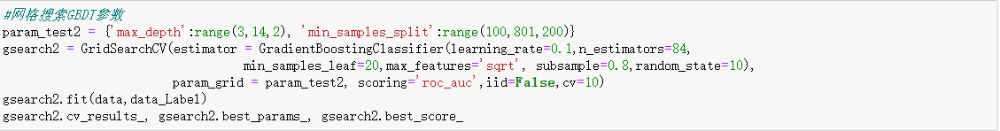 #网格搜索GBDT参数
param_test2 = {'max_depth':range(3,14,2), 'min_samples_split':range(100,801,200)}
gsearch2 = GridSearchCV(estimator = GradientBoostingClassifier(learning_rate=0.1,n_estimators=84,
min_samples_leaf=20,max_features='sqrt', subsample=0.8,random_state=10),
param_grid = param_test2, scoring='roc_auc',iid=False,cv=10)
gsearch2.fit(data,data_Label)
gsearch2.cv_results_, gsearch2.best_params_, gsearch2.best_score_